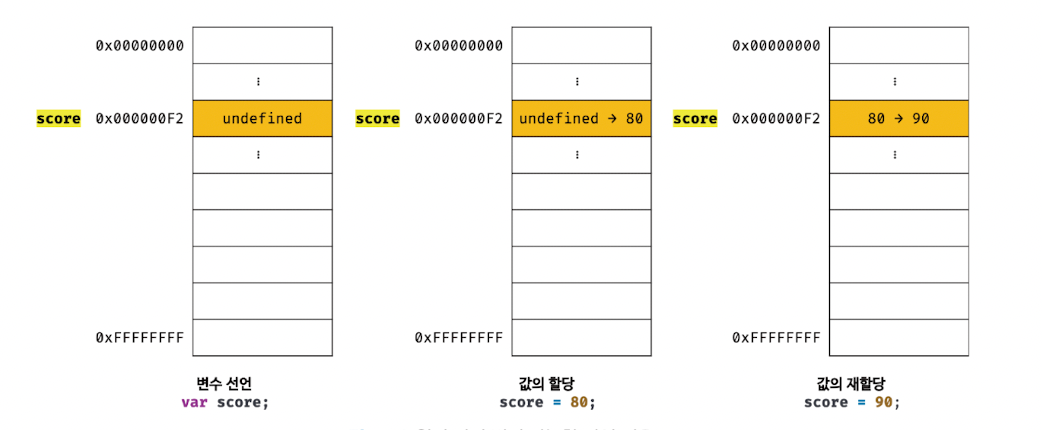 0x00000000
⋮
score 0x000000F2 undefined
⋮
0xFFFFFFFF
변수 선언
var score;
0x00000000
⋮
score 0x000000F2 undefined → 80
⋮
0xFFFFFFFF
값의 할당
score = 80;
0x00000000
⋮
score 0x000000F2 80 → 90
⋮
0xFFFFFFFF
값의 재할당
score = 90;